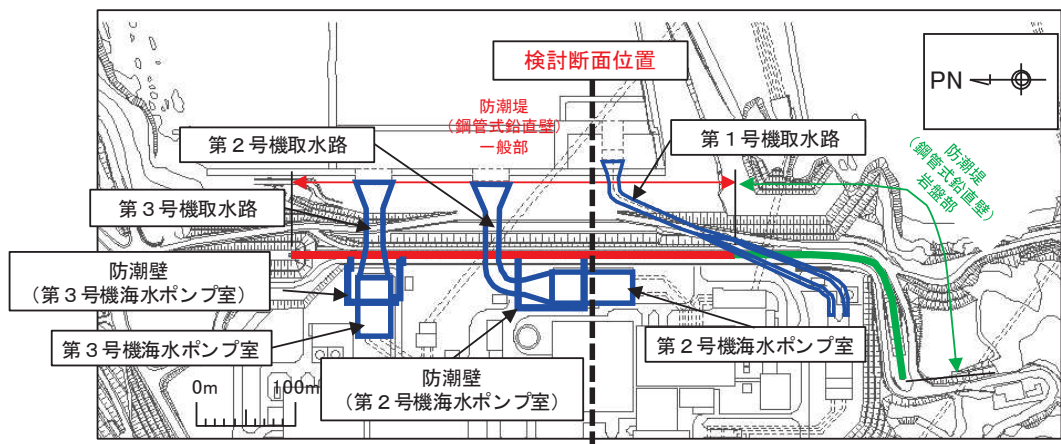 検討断面位置
PN
防潮堤
(鋼管式鉛直壁)
一般部
第2号機取水路
第1号機取水路
防潮堤
(鋼管式鉛直壁)
岩盤部
第3号機取水路
防潮壁
(第3号機海水ポンプ室)
第3号機海水ポンプ室
防潮壁
(第2号機海水ポンプ室)
第2号機海水ポンプ室
0m 100m